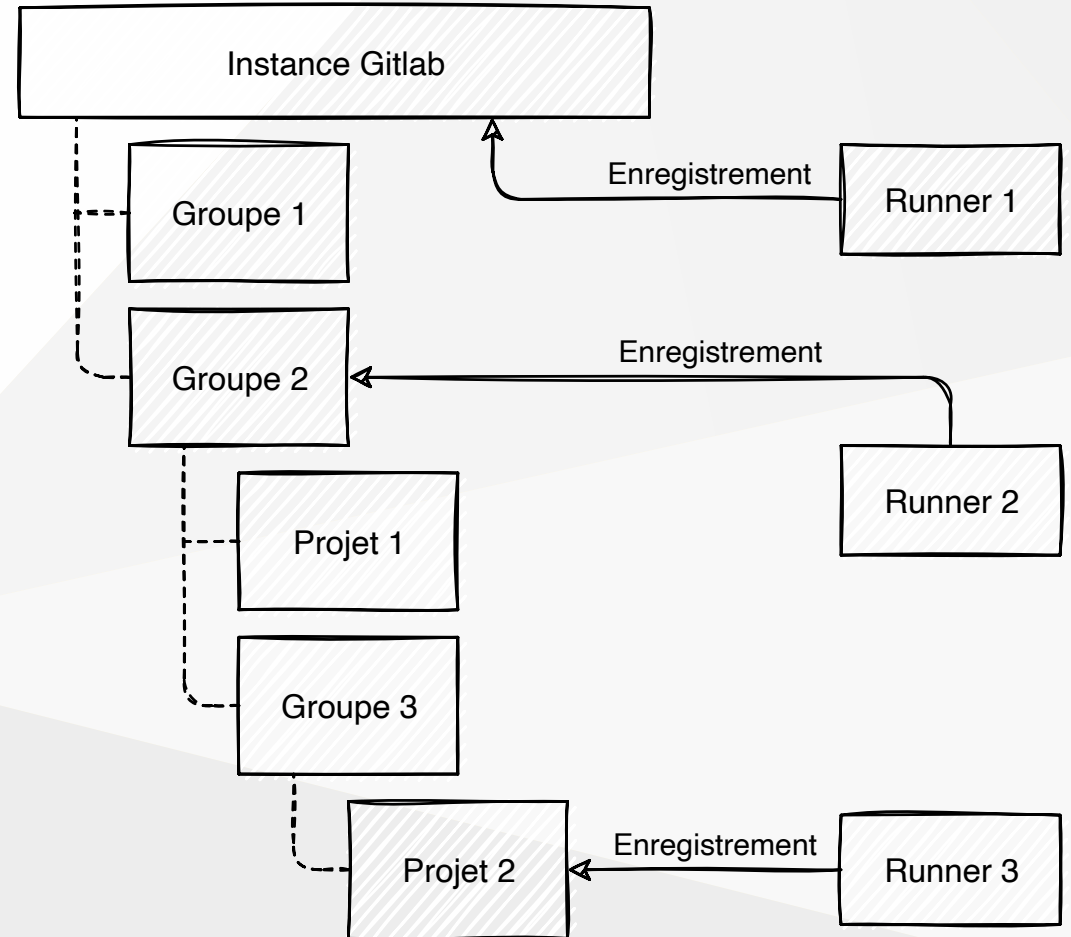 Instance Gitlab
Groupe 1
Enregistrement
Runner 1
Groupe 2
Enregistrement
Runner 2
Projet 1
Groupe 3
Projet 2
Enregistrement
Runner 3